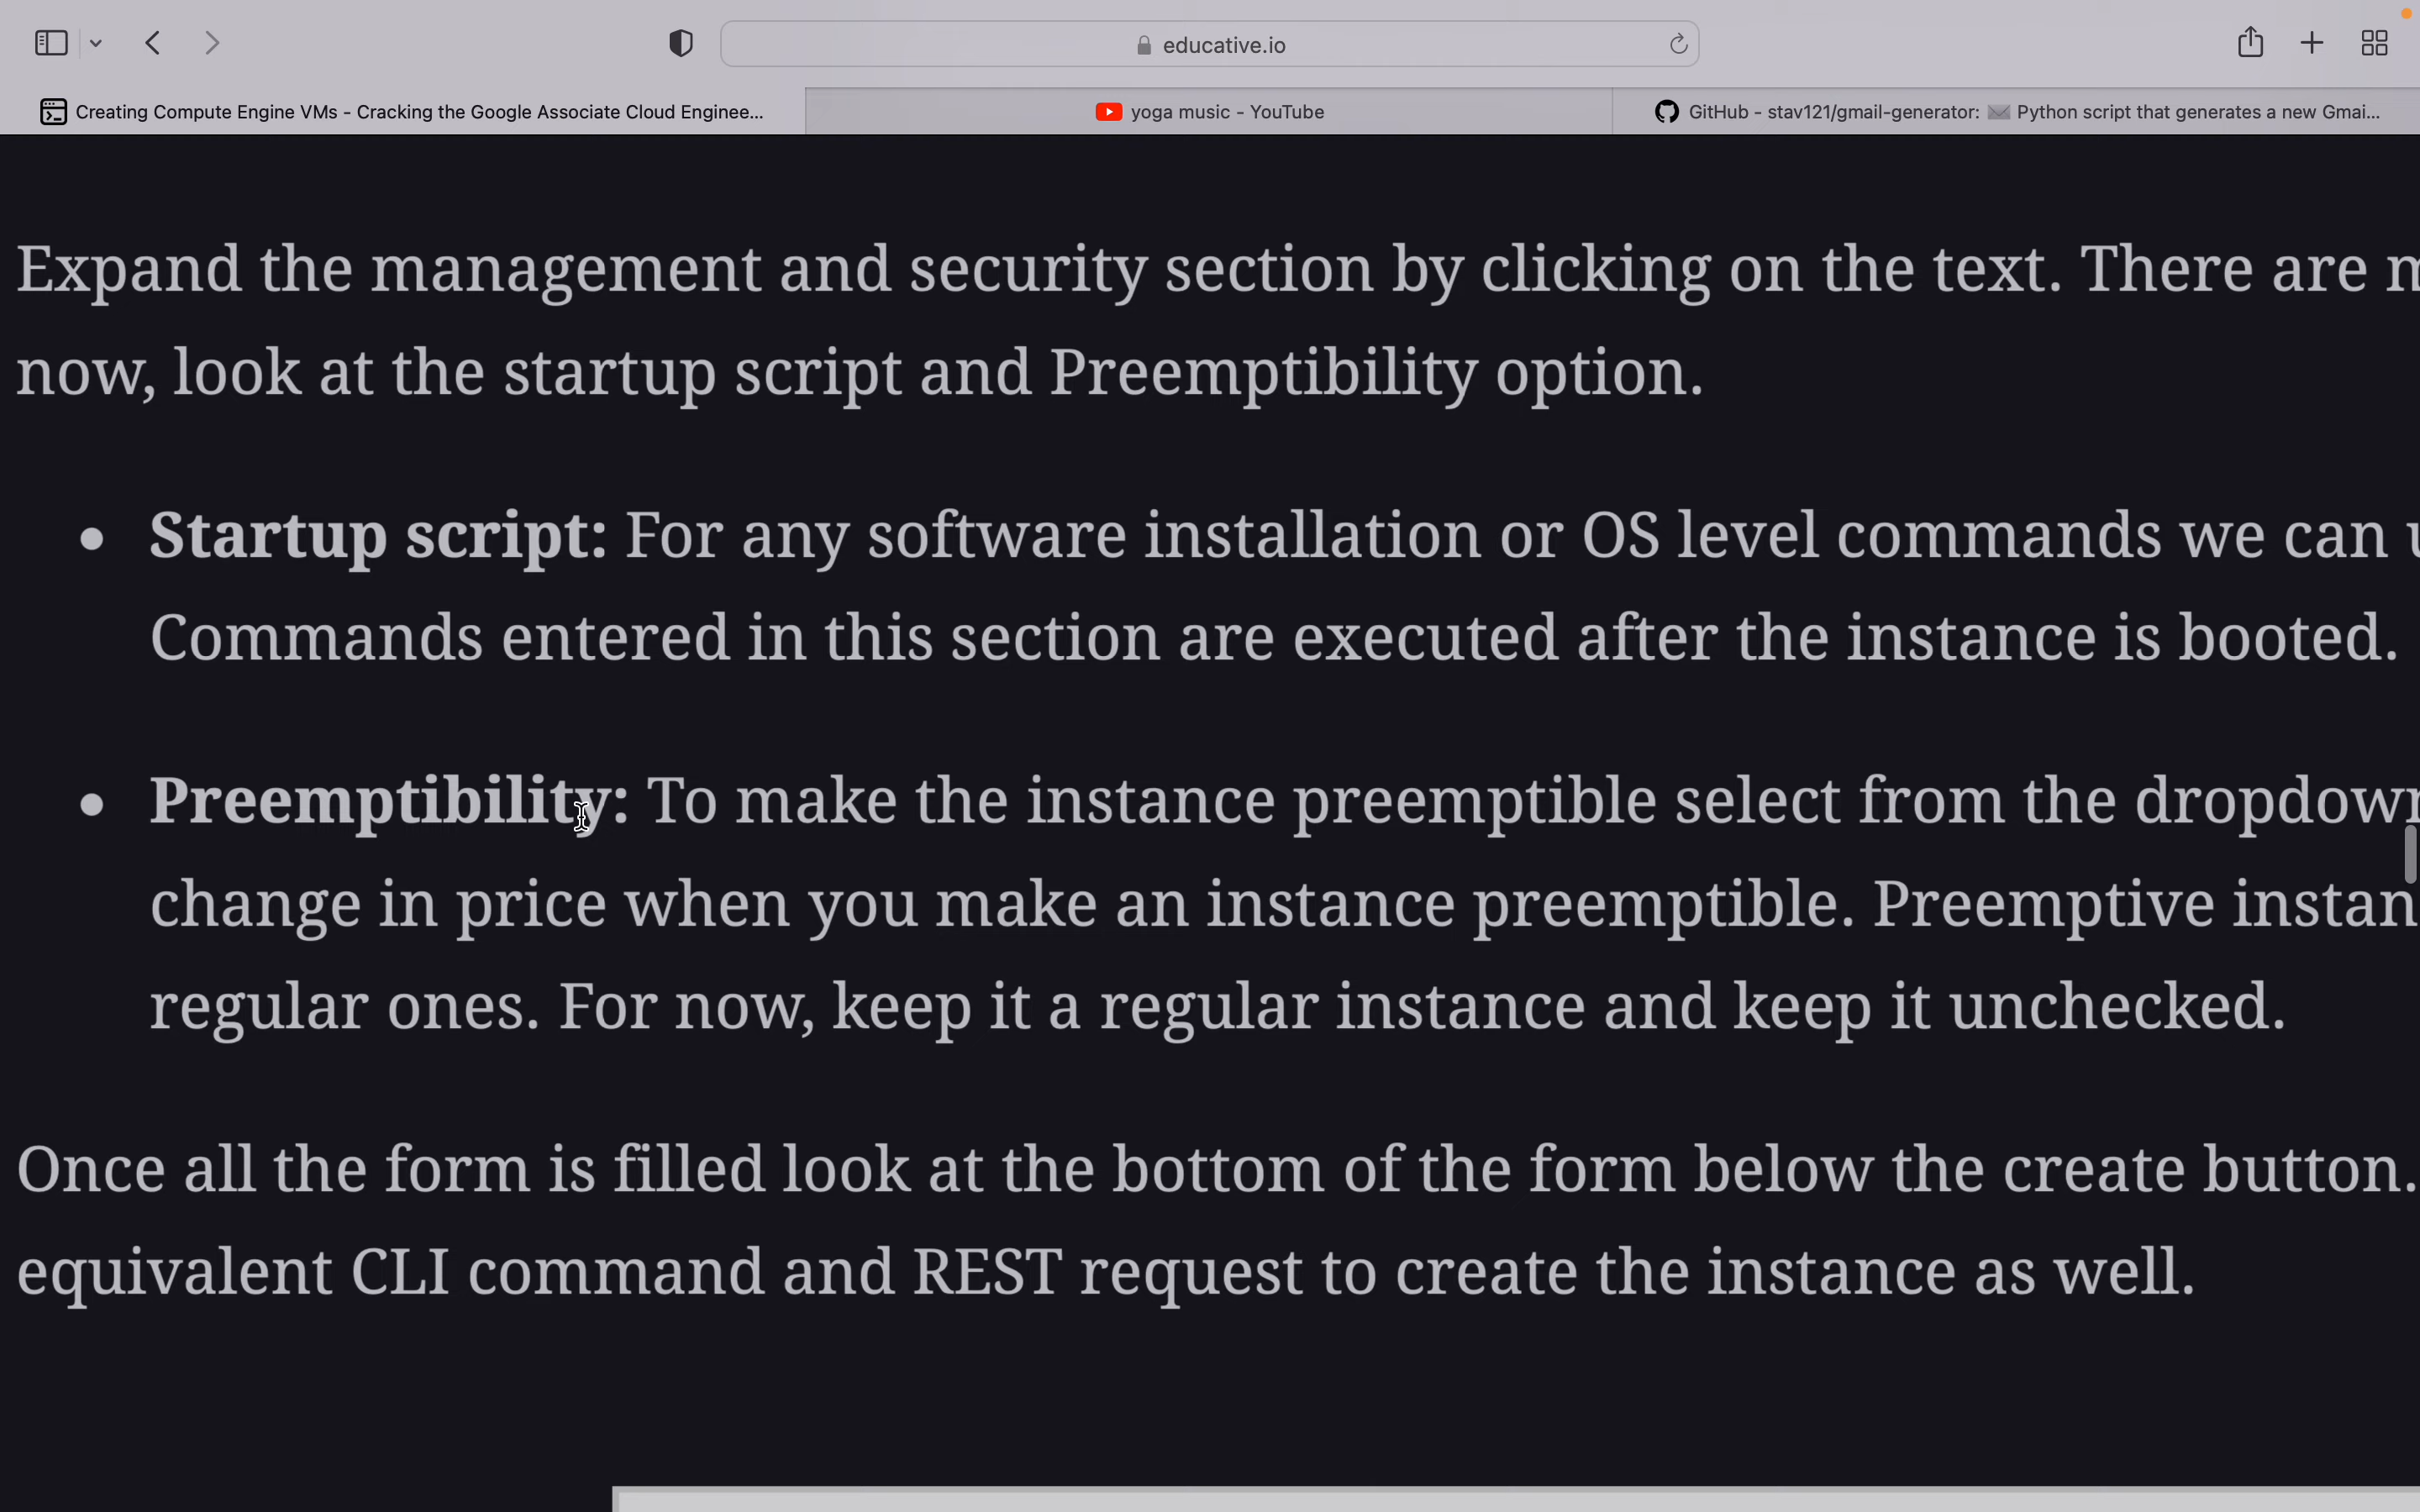 educative.io
Creating Compute Engine VMs - Cracking the Google Associate Cloud Enginee...
yoga music - YouTube
GitHub - stav121/gmail-generator: ✉️ Python script that generates a new Gmai...
Expand the management and security section by clicking on the text. There are
now, look at the startup script and Preemptibility option.
• Startup script: For any software installation or OS level commands we can
Commands entered in this section are executed after the instance is booted.
• Preemptibility: To make the instance preemptible select from the
change in price when you make an instance preemptible. Preemptive
regular ones. For now, keep it a regular instance and keep it unchecked.
Once all the form is filled look at the bottom of the form below the create button.
equivalent CLI command and REST request to create the instance as well.